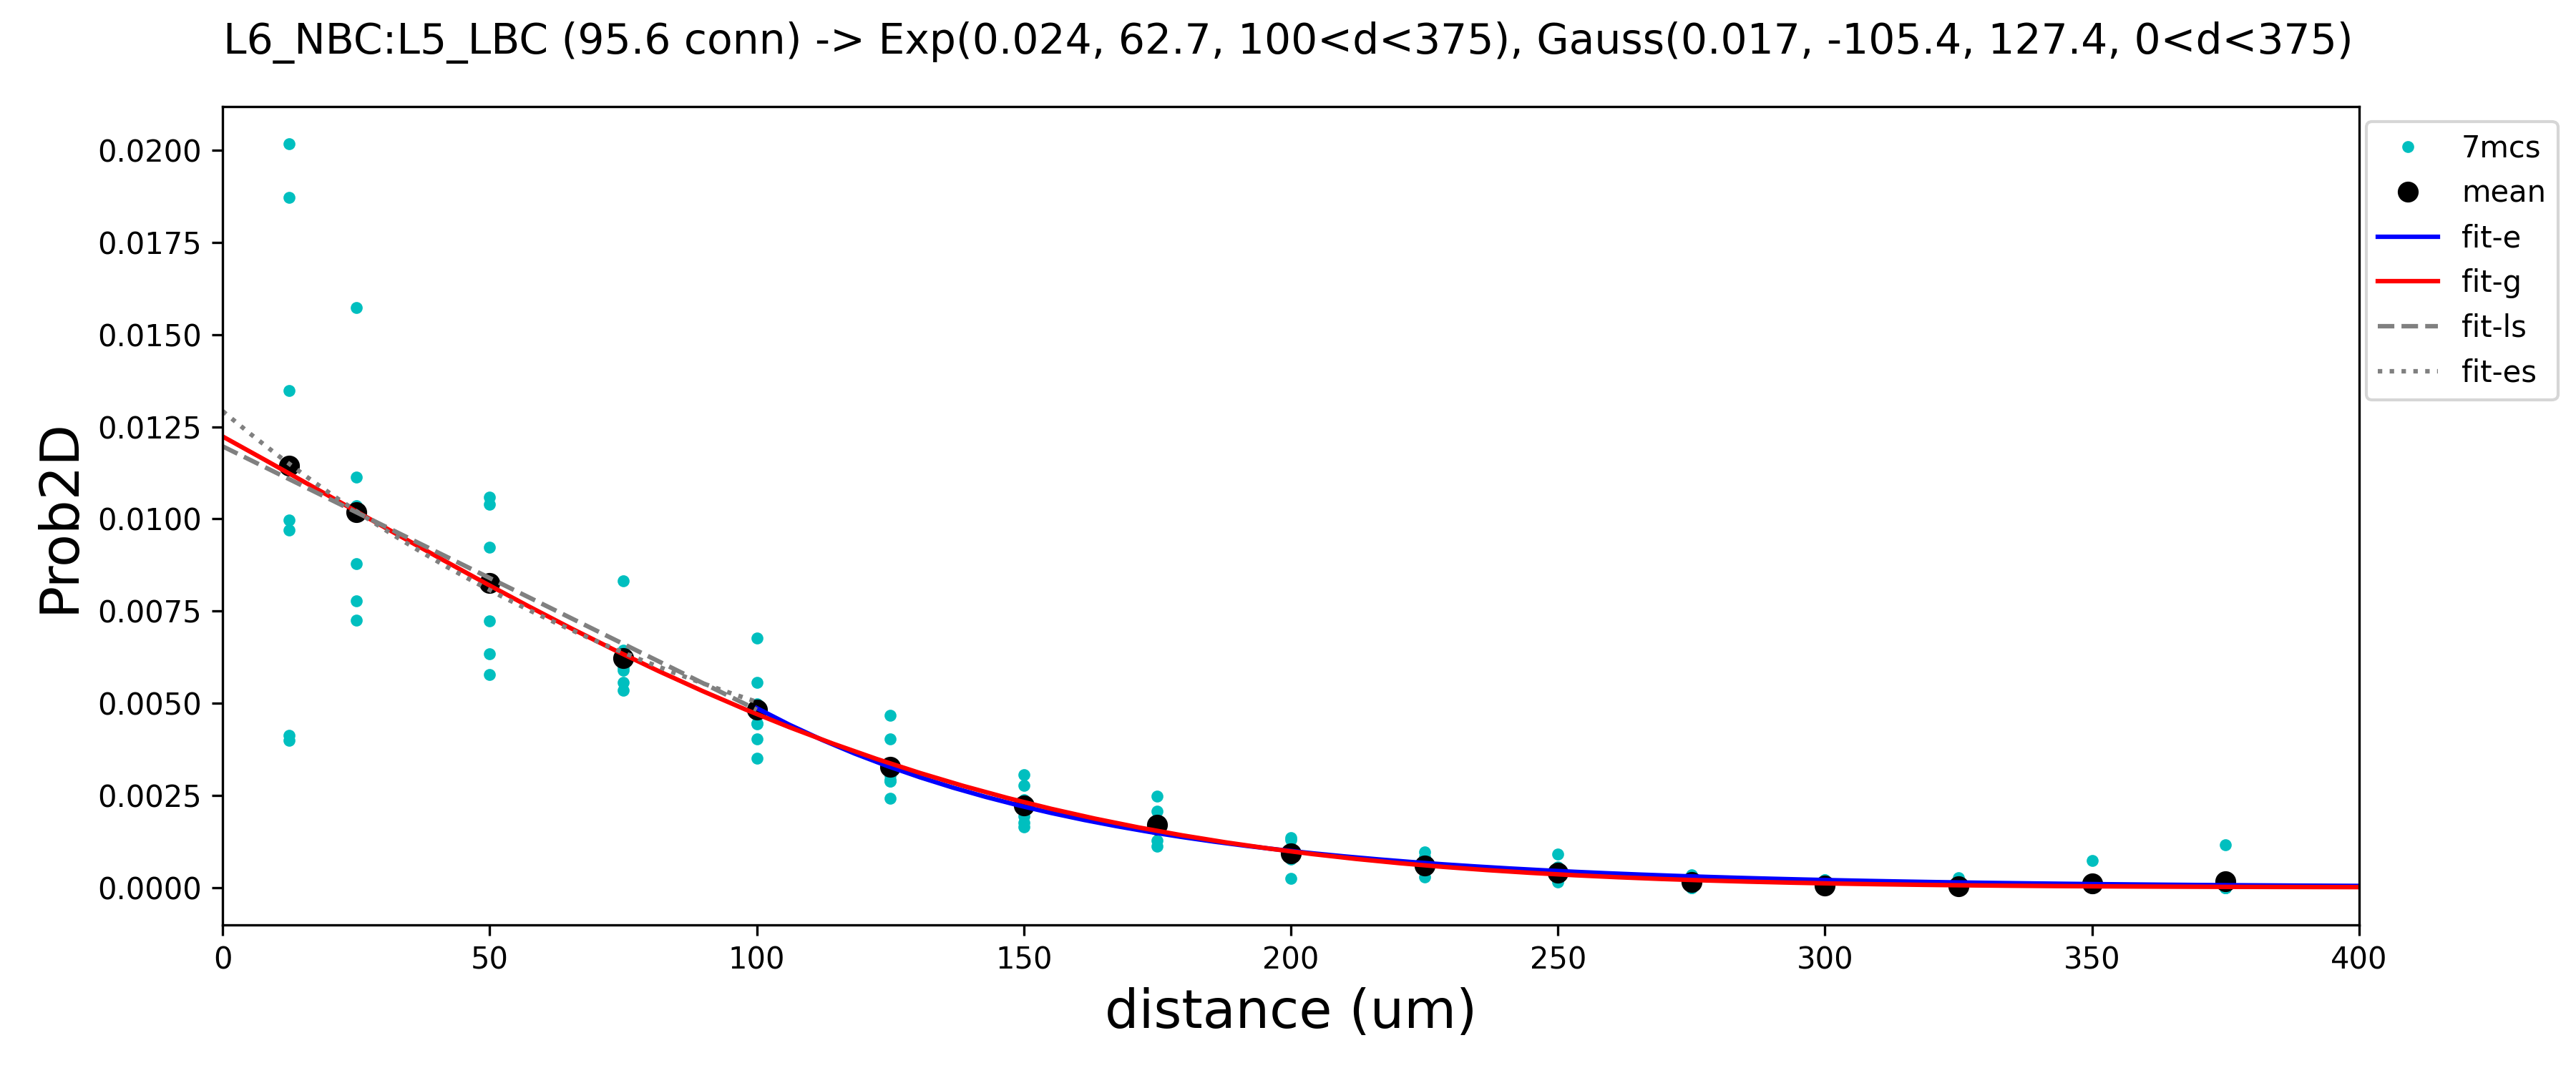 L6_NBC:L5_LBC (95.6 conn) -> Exp(0.024, 62.7, 100<d<375), Gauss(0.017, -105.4, 127.4, 0<d<375)
0.0200
0.0175
0.0150
0.0125
0.0100
0.0075
0.0050
0.0025
0.0000
Prob2D
0 50 100 150 200 250 300 350 400
distance (um)
7mcs
mean
fit-e
fit-g
fit-ls
fit-es